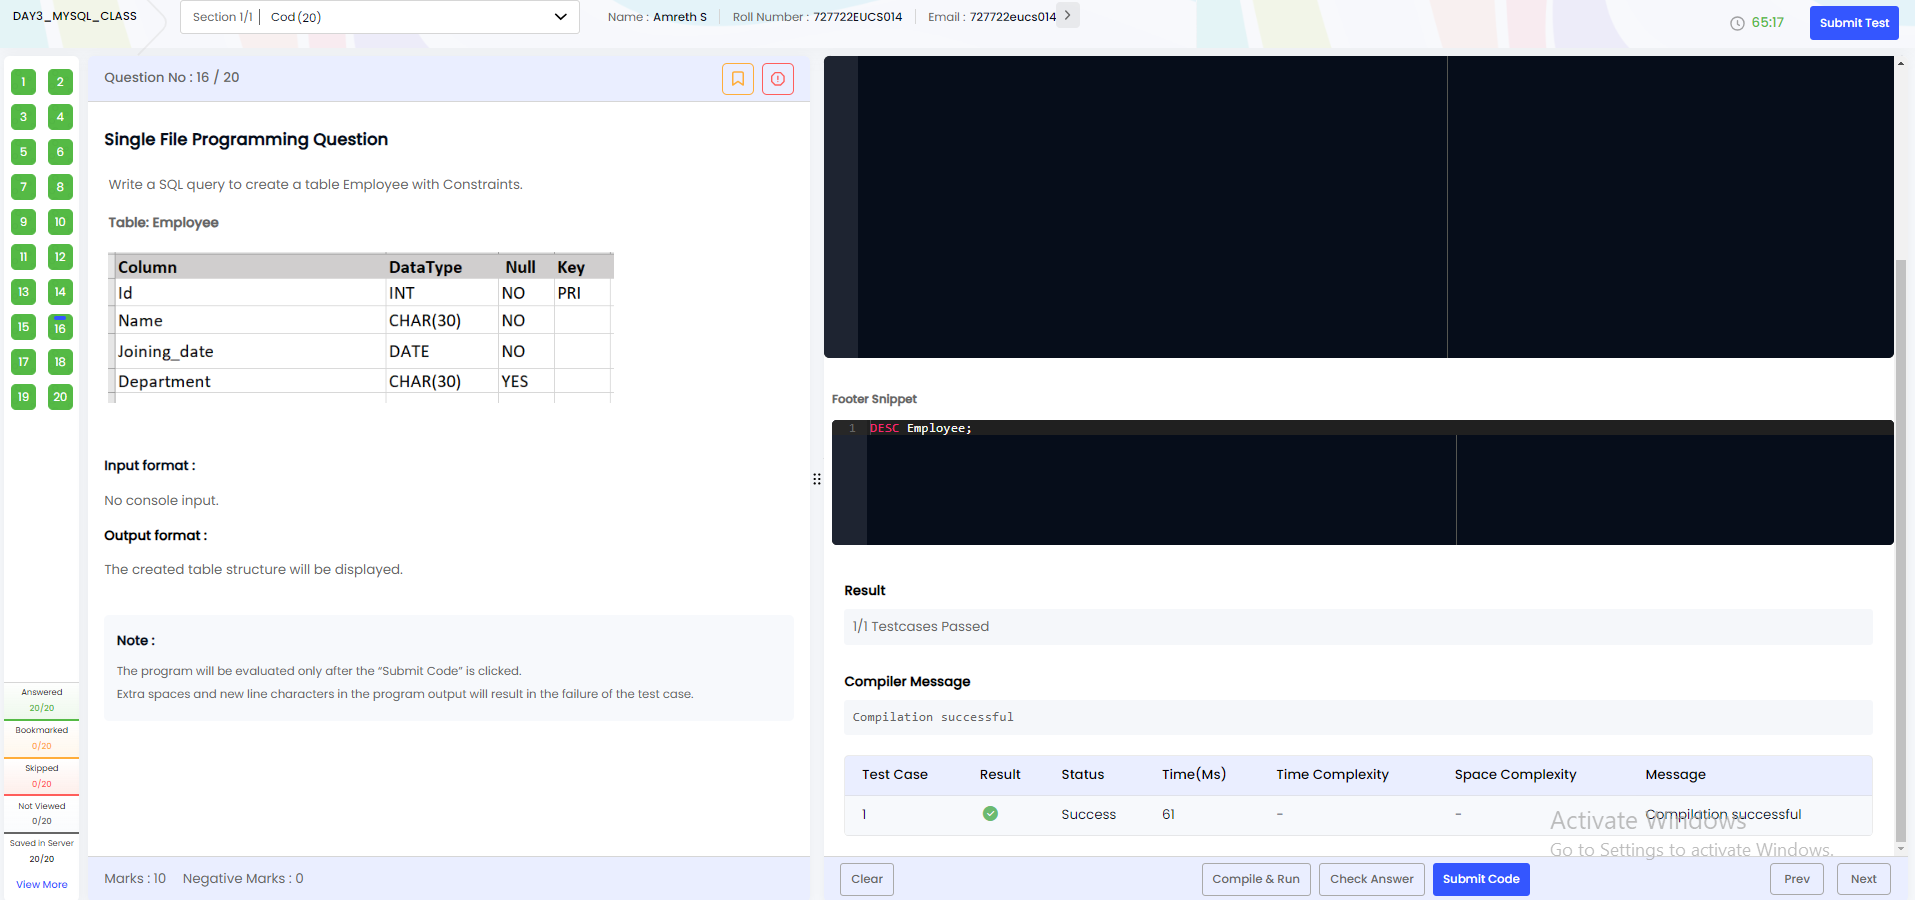 DAY3_MYSQL_CLASS
Section 1/1 | Cod (20)
Name : Amreth S
Roll Number : 727722EUCS014
Email : 727722eucs014
65:17
Submit Test
1 2
3 4
5 6
7 8
9 10
11 12
13 14
15 16
17 18
19 20
Answered
20/20
Bookmarked
0/20
Skipped
0/20
Not Viewed
0/20
Saved in Server
20/20
View More
Question No : 16 / 20
Single File Programming Question
Write a SQL query to create a table Employee with Constraints.
Table: Employee
Column DataType Null Key
Id INT NO PRI
Name CHAR(30) NO
Joining_date DATE NO
Department CHAR(30) YES
Input format :
No console input.
Output format :
The created table structure will be displayed.
Note :
The program will be evaluated only after the “Submit Code” is clicked.
Extra spaces and new line characters in the program output will result in the failure of the test case.
Marks : 10 Negative Marks : 0
Footer Snippet
1 DESC Employee;
Result
1/1 Testcases Passed
Compiler Message
Compilation successful
Test Case Result Status Time(Ms) Time Complexity Space Complexity Message
1 Success 61 - - Compilation successful
Activate Windows
Go to Settings to activate Windows.
Clear
Compile & Run
Check Answer
Submit Code
Prev
Next